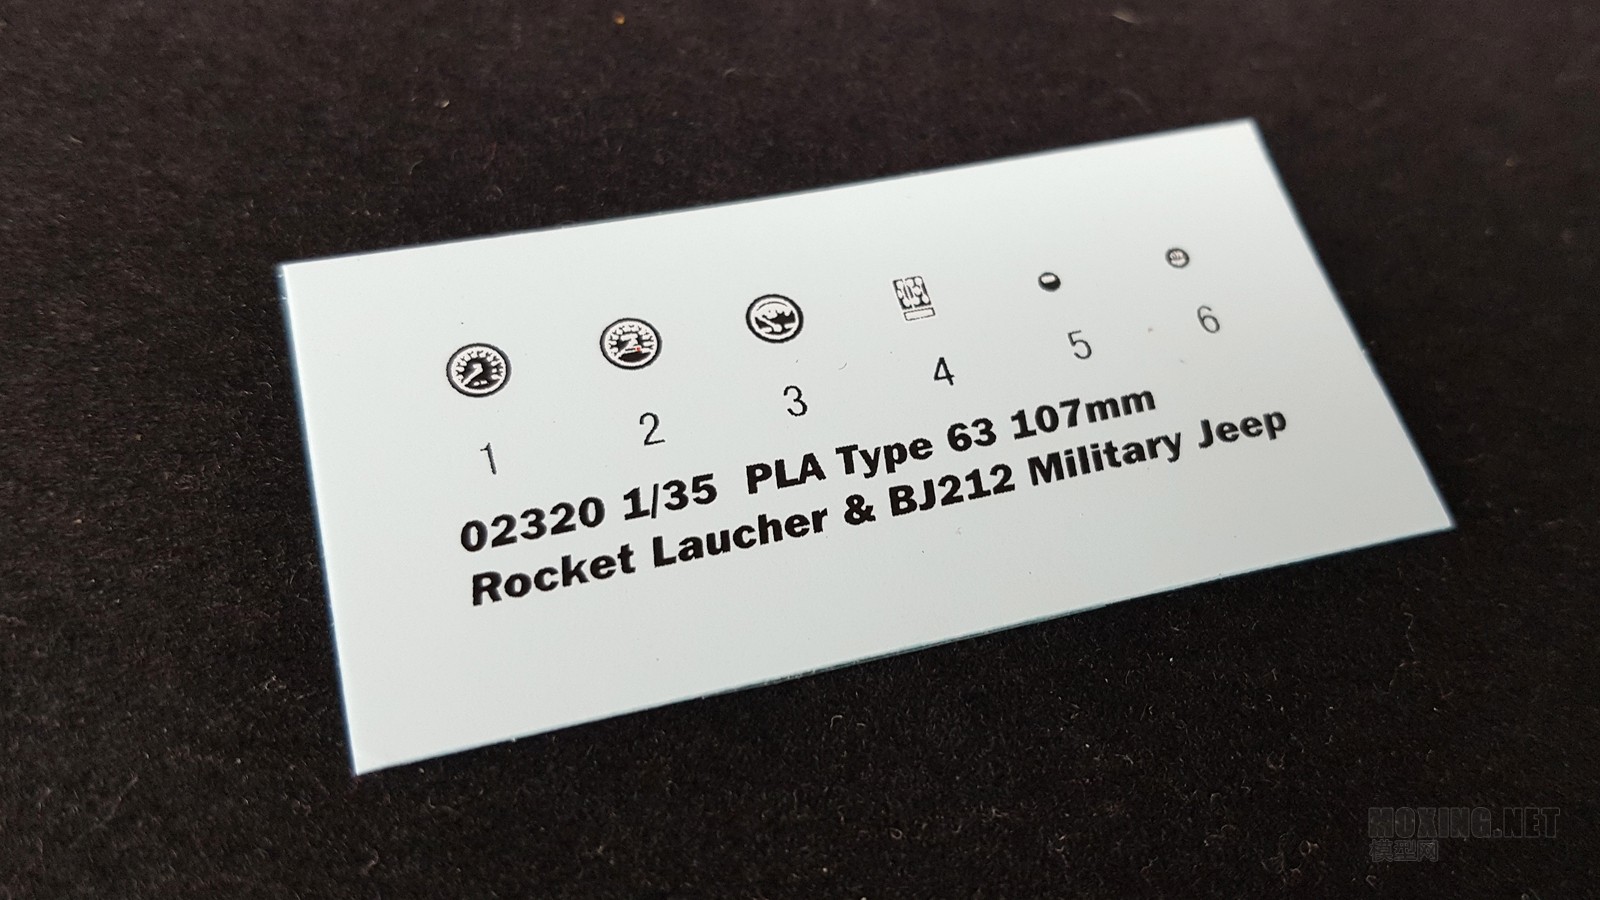 1 2 3 4 5 6
02320 1/35 PLA Type 63 107mm
Rocket Laucher & BJ212 Military Jeep
MOXING.NET
模型网